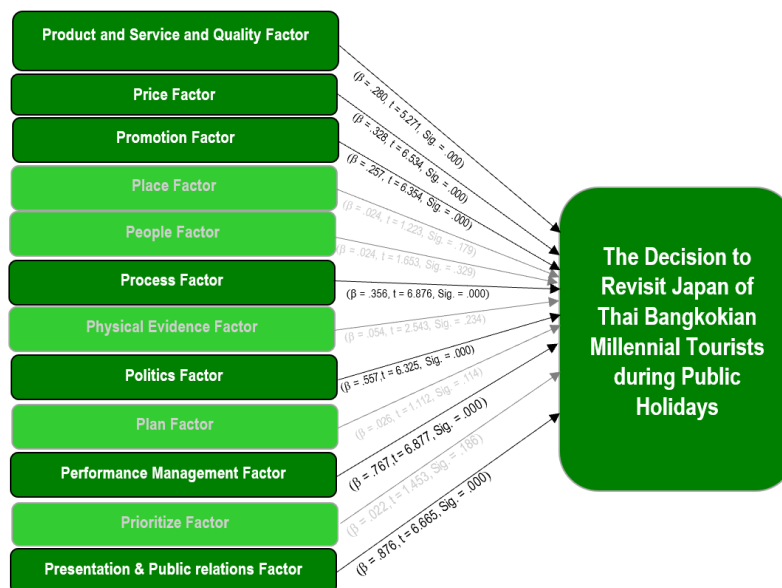 Product and Service and Quality Factor
(β = .280, t = 5.271, Sig. = .000)
Price Factor
(β = .328, t = 6.534, Sig. = .000)
Promotion Factor
(β = .257, t = 6.354, Sig. = .000)
Place Factor
(β = .024, t = 1.223, Sig. = .179)
People Factor
(β = .024, t = 1.653, Sig. = .329)
Process Factor
(β = .356, t = 6.876, Sig. = .000)
Physical Evidence Factor
(β = .054, t = 2.543, Sig. = .234)
Politics Factor
(β = .557,t = 6.325, Sig. = .000)
Plan Factor
(β = .026, t = 1.112, Sig. = .114)
Performance Management Factor
(β = .767,t = 6.877, Sig. = .000)
Prioritize Factor
(β = .022, t = 1.453, Sig. = .186)
Presentation & Public relations Factor
(β = .876, t = 6.665, Sig. = .000)
The Decision to
Revisit Japan of
Thai Bangkokian
Millennial Tourists
during Public
Holidays